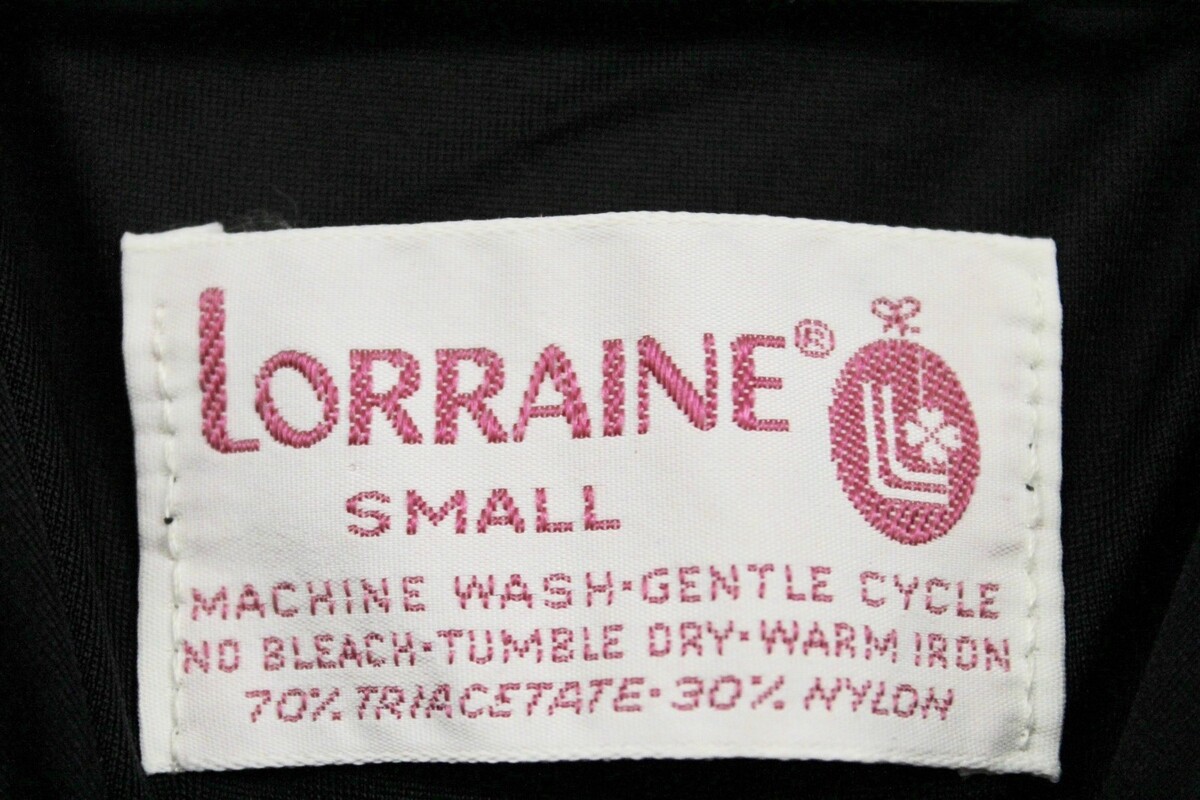 LORRAINE®
SMALL
MACHINE WASH·GENTLE CYCLE
NO BLEACH·TUMBLE DRY·WARM IRON
70% TRIACETATE·30% NYLON